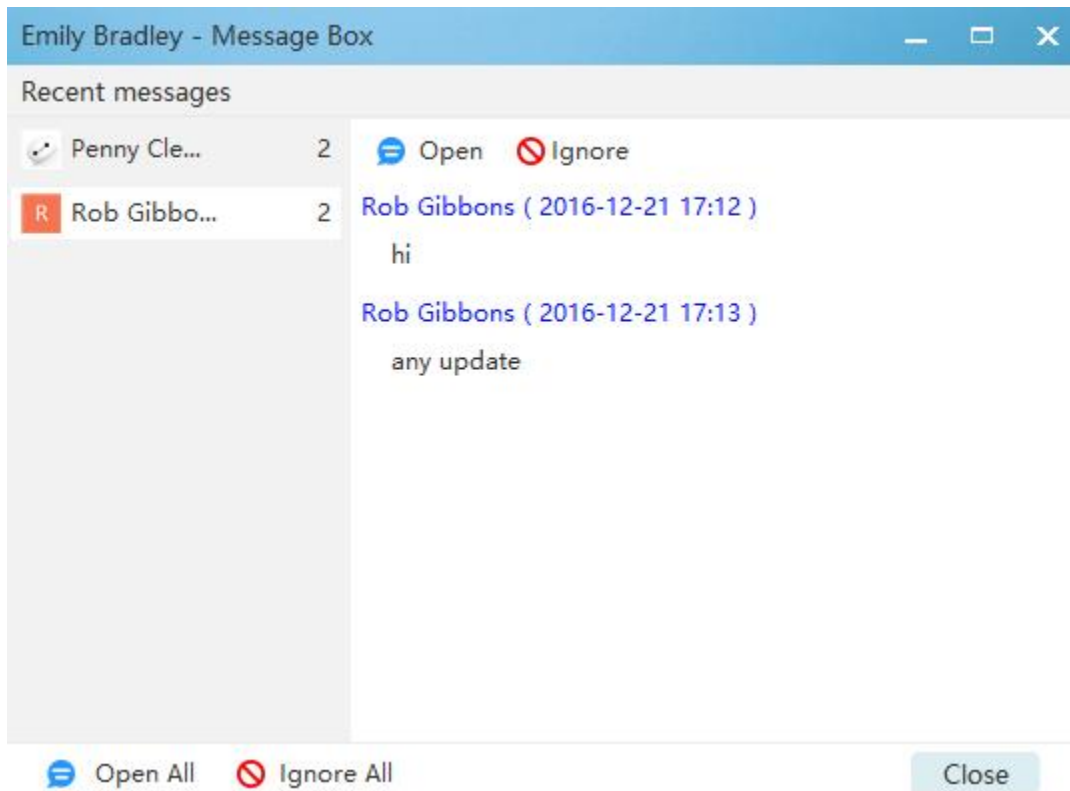 Emily Bradley - Message Box
Recent messages
Penny Cle... 2
R Rob Gibbo... 2
Open Ignore
Rob Gibbons ( 2016-12-21 17:12 )
hi
Rob Gibbons ( 2016-12-21 17:13 )
any update
Open All Ignore All Close